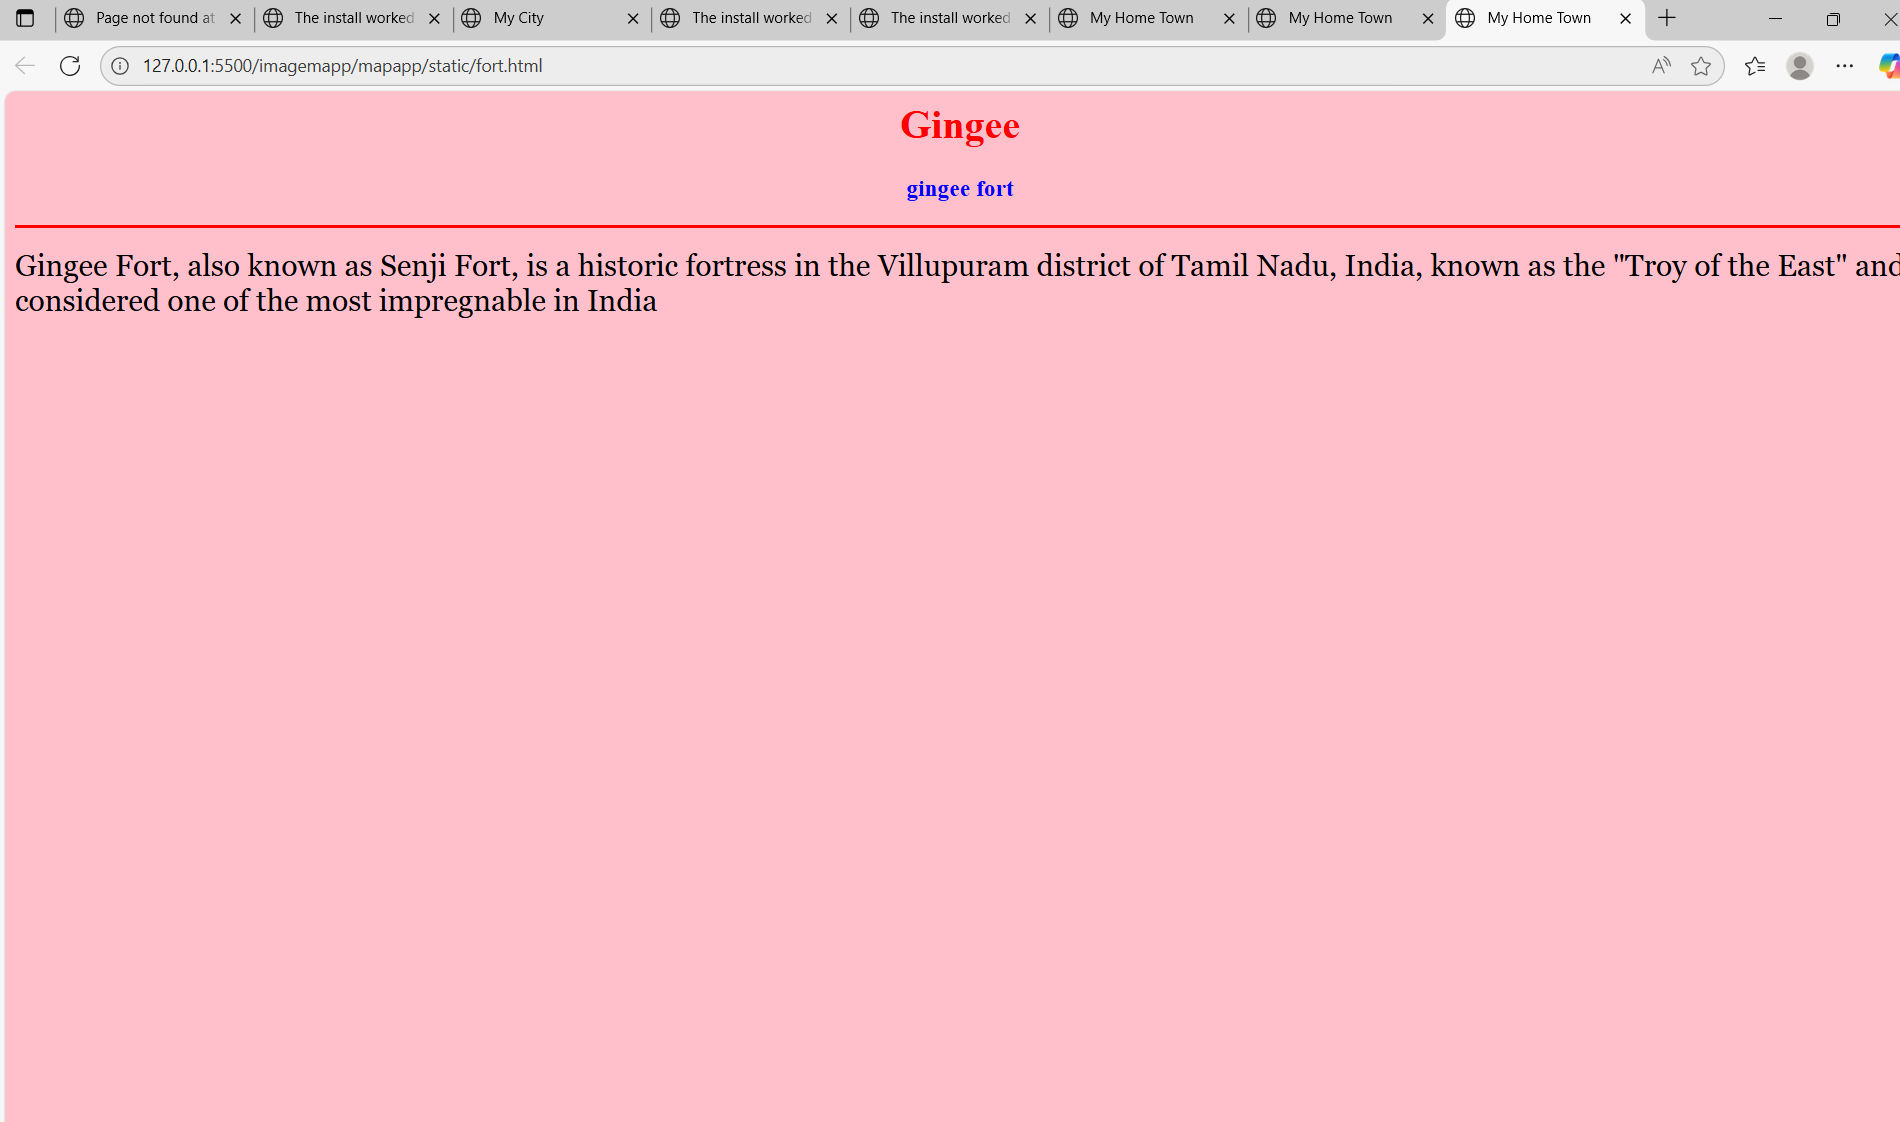 Page not found at
The install worked
My City
The install worked
The install worked
My Home Town
My Home Town
My Home Town
127.0.0.1:5500/imagemapp/mapapp/static/fort.html
Gingee
gingee fort
Gingee Fort, also known as Senji Fort, is a historic fortress in the Villupuram district of Tamil Nadu, India, known as the "Troy of the East" and
considered one of the most impregnable in India